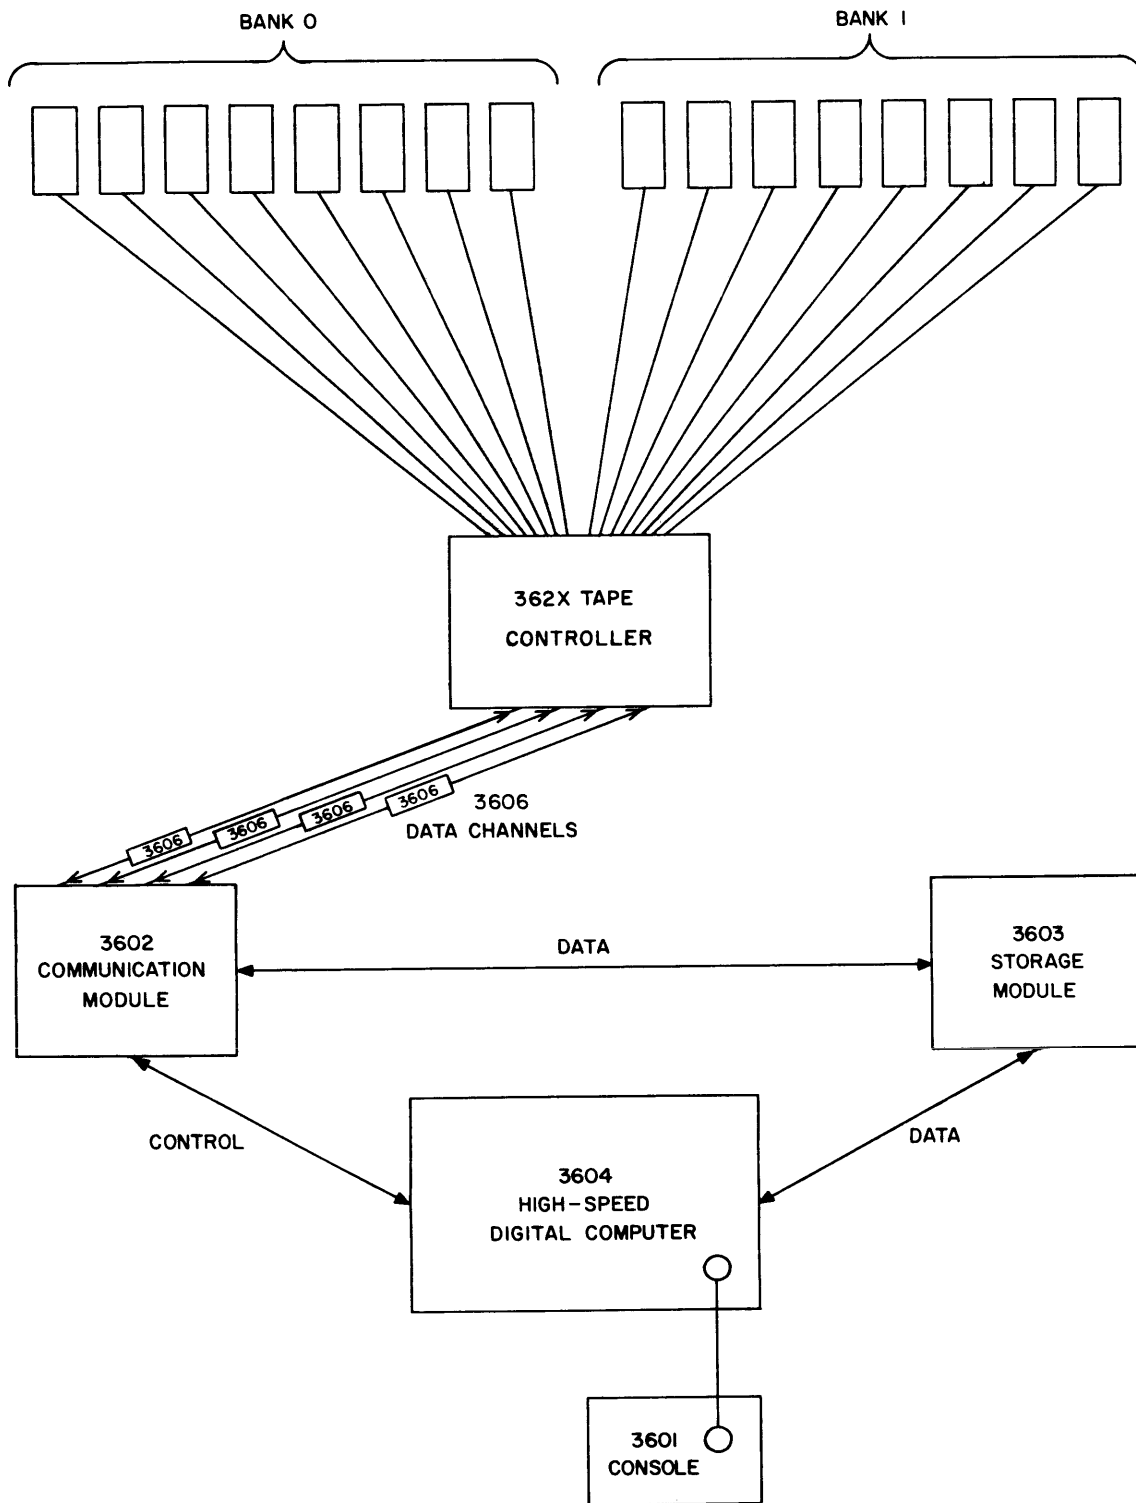 BANK 0
BANK 1
362X TAPE
CONTROLLER
3606
3606
3606
3606
3606
DATA CHANNELS
3602
COMMUNICATION
MODULE
DATA
3603
STORAGE
MODULE
CONTROL
DATA
3604
HIGH-SPEED
DIGITAL COMPUTER
3601
CONSOLE